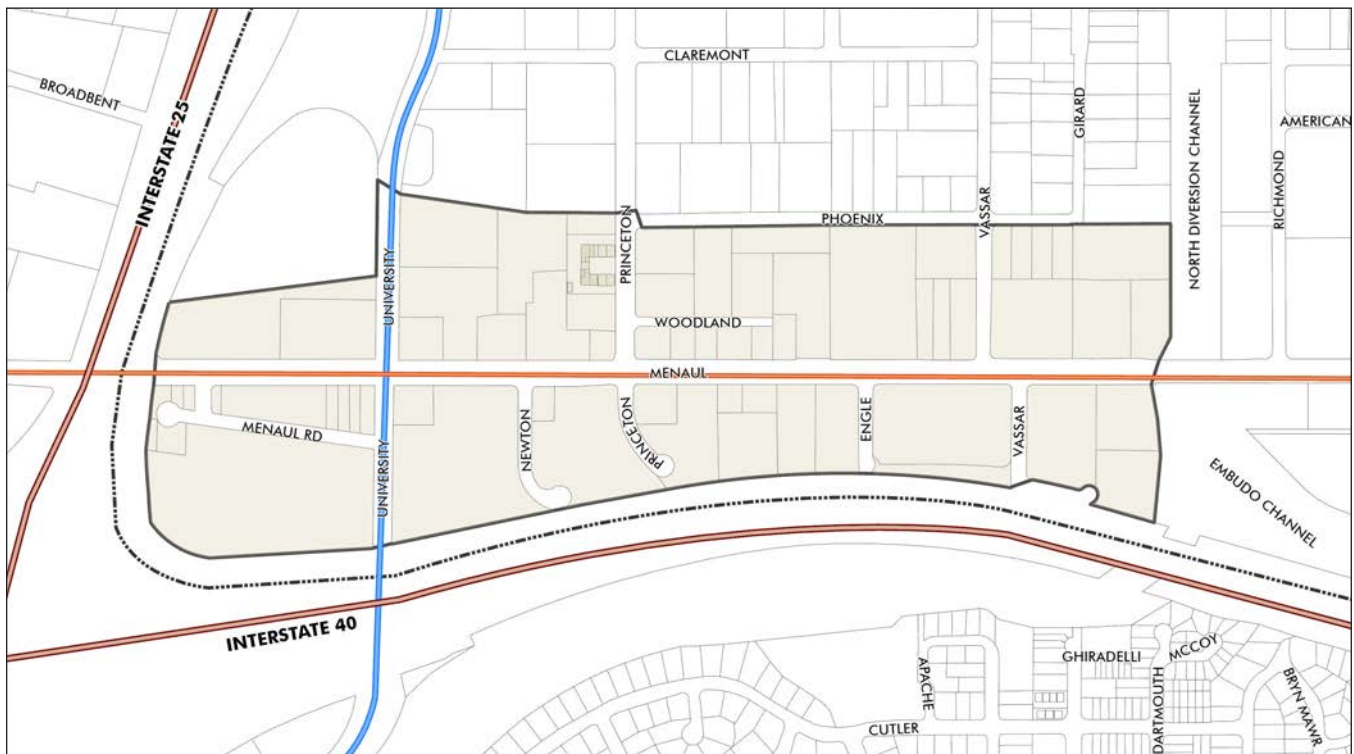 CLAREMONT
BROADBENT
INTERSTATE 25
GIRARD
NORTH DIVERSION CHANNEL
AMERICAN
RICHMOND
VASSAR
PHOENIX
PRINCETON
UNIVERSITY
WOODLAND
MENAUL
MENAUL RD
NEWTON
PRINCETON
ENGLE
VASSAR
UNIVERSITY
EMBUDO CHANNEL
INTERSTATE 40
APACHE
GHIRADELLI
MCCOY
DARTMOUTH
BRYN MAWR
CUTLER